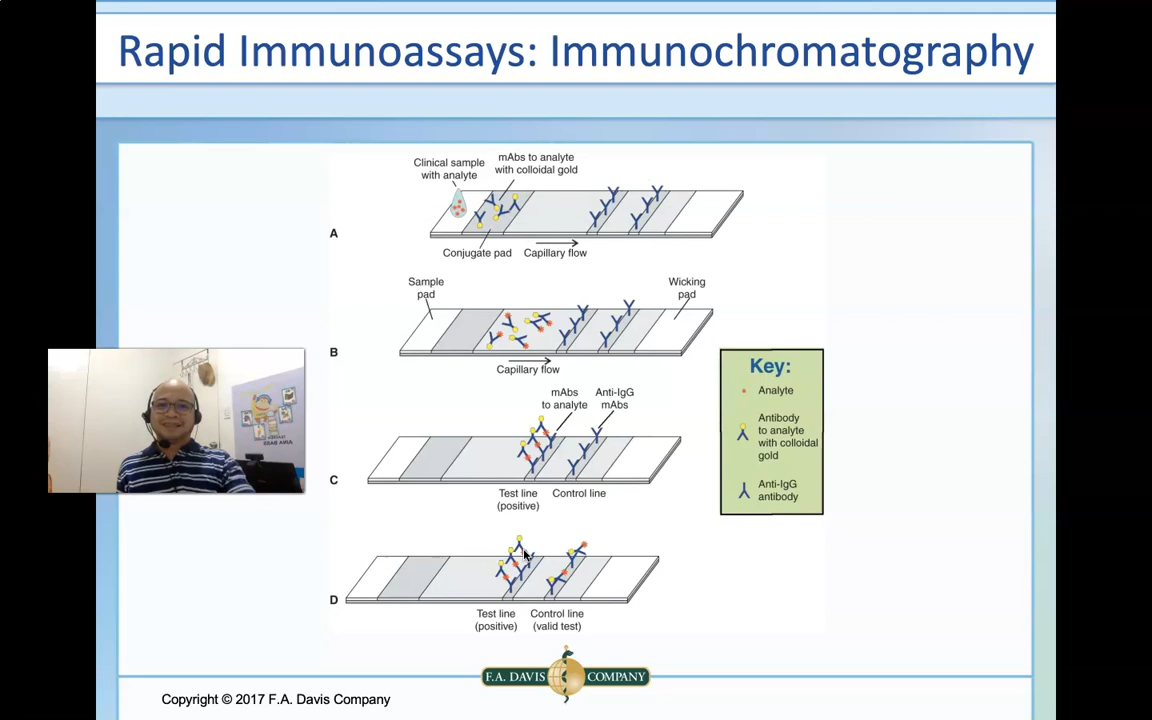 Rapid Immunoassays: Immunochromatography
Clinical sample
with analyte
mAbs to analyte
with colloidal gold
A
Conjugate pad
Capillary flow
Sample
pad
Wicking
pad
B
Capillary flow
mAbs
to analyte
Anti-IgG
mAbs
C
Test line
(positive)
Control line
D
Test line
(positive)
Control line
(valid test)
Key:
Analyte
Antibody
to analyte
with colloidal
gold
Anti-IgG
antibody
F.A. DAVIS COMPANY
Copyright © 2017 F.A. Davis Company